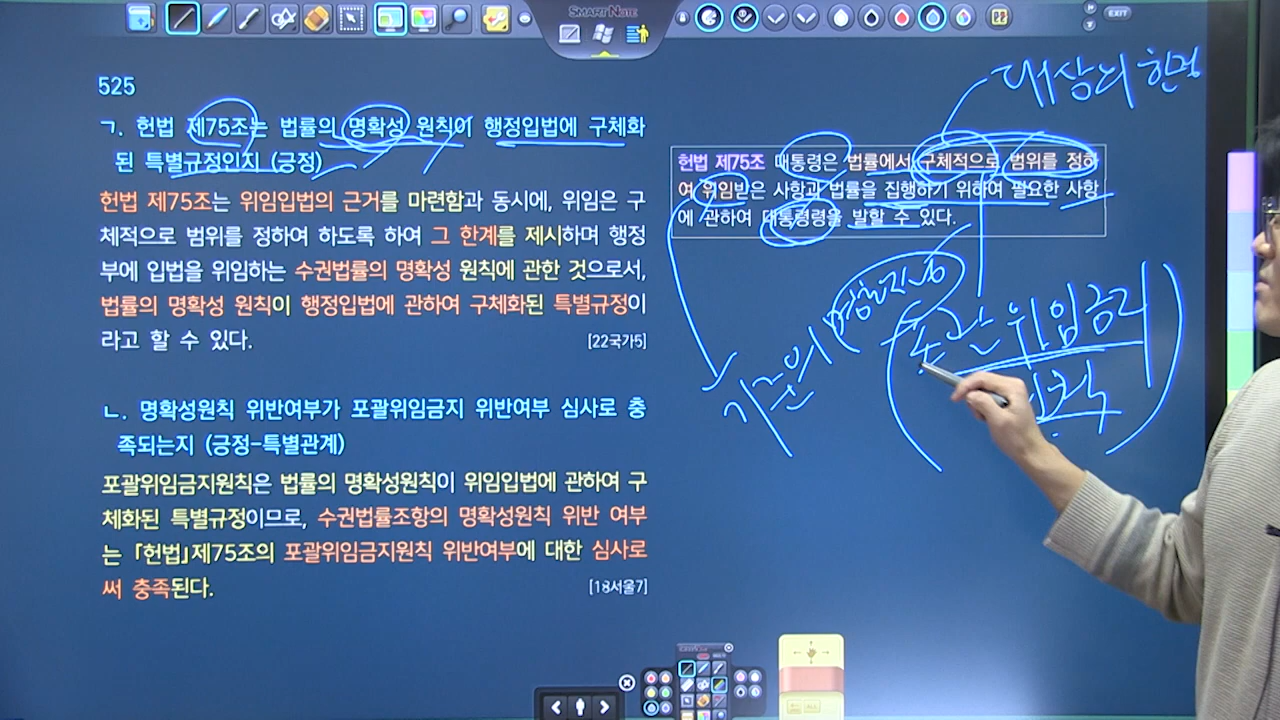 SMART NOTE
EXIT
525
ㄱ. 헌법 제75조는 법률의 명확성 원칙이 행정입법에 구체화
된 특별규정인지 (긍정)
헌법 제75조는 위임입법의 근거를 마련함과 동시에, 위임은 구
체적으로 범위를 정하여 하도록 하여 그 한계를 제시하며 행정
부에 입법을 위임하는 수권법률의 명확성 원칙에 관한 것으로서,
법률의 명확성 원칙이 행정입법에 관하여 구체화된 특별규정이
라고 할 수 있다.
[22국가5]
ㄴ. 명확성원칙 위반여부가 포괄위임금지 위반여부 심사로 충
족되는지 (긍정-특별관계)
포괄위임금지원칙은 법률의 명확성원칙이 위임입법에 관하여 구
체화된 특별규정이므로, 수권법률조항의 명확성원칙 위반 여부
는 「헌법」제75조의 포괄위임금지원칙 위반여부에 대한 심사로
써 충족된다.
[18서울7]
대상의 한정
헌법 제75조 대통령은 법률에서 구체적으로 범위를 정하
여 위임받은 사항과 법률을 집행하기 위하여 필요한 사항
에 관하여 대통령령을 발할 수 있다.
기준의 명확성
포괄위임금지
원칙